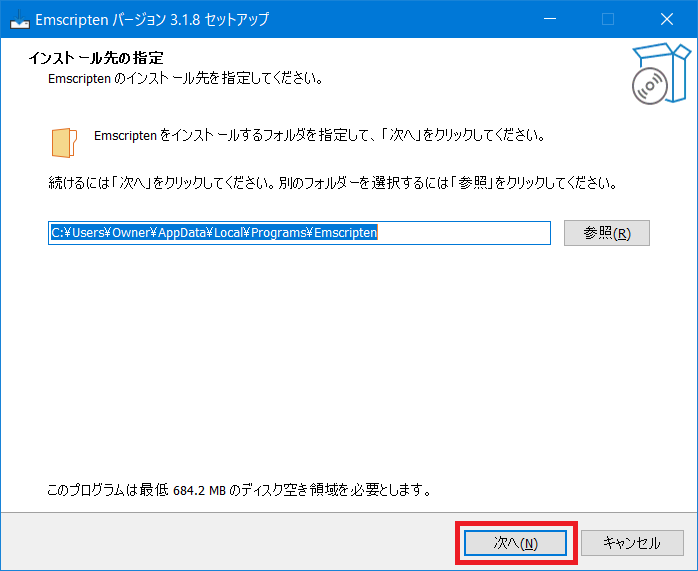 Emscripten バージョン 3.1.8 セットアップ
インストール先の指定
Emscripten のインストール先を指定してください。
Emscripten をインストールするフォルダを指定して、「次へ」をクリックしてください。
続けるには「次へ」をクリックしてください。別のフォルダーを選択するには「参照」をクリックしてください。
C:¥Users¥Owner¥AppData¥Local¥Programs¥Emscripten
参照(R)
このプログラムは最低 684.2 MB のディスク空き領域を必要とします。
次へ(N)
キャンセル